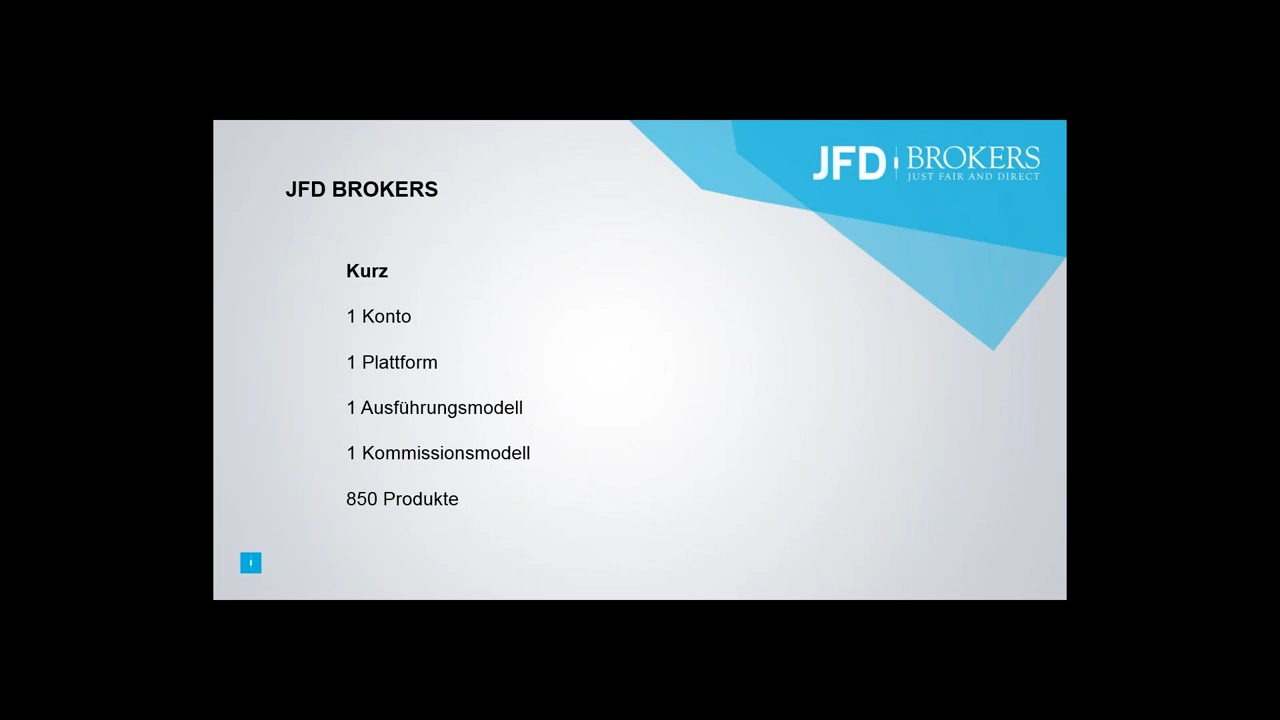 JFD BROKERS
JUST FAIR AND DIRECT
JFD BROKERS
Kurz
1 Konto
1 Plattform
1 Ausführungsmodell
1 Kommissionsmodell
850 Produkte